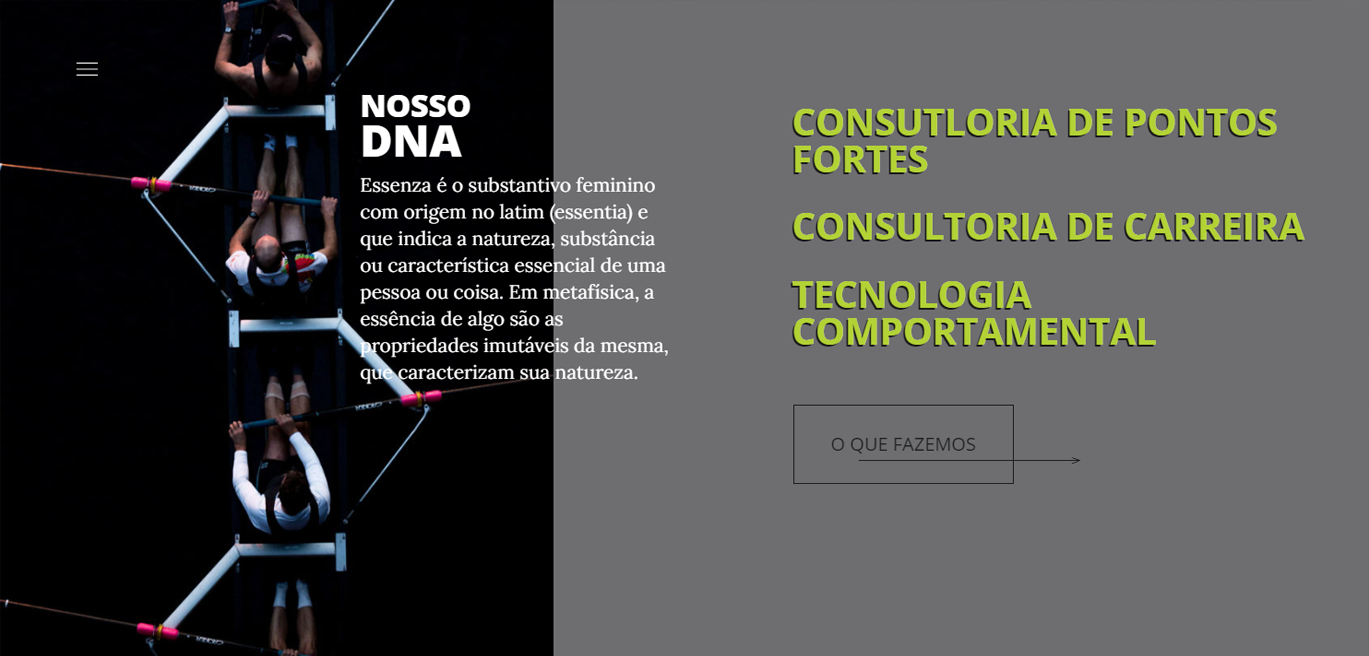 NOSSO
DNA
Essenza é o substantivo feminino
com origem no latim (essentia) e
que indica a natureza, substância
ou característica essencial de uma
pessoa ou coisa. Em metafísica, a
essência de algo são as
propriedades imutáveis da mesma,
que caracterizam sua natureza.
CONSUTLORIA DE PONTOS
FORTES
CONSULTORIA DE CARREIRA
TECNOLOGIA
COMPORTAMENTAL
O QUE FAZEMOS